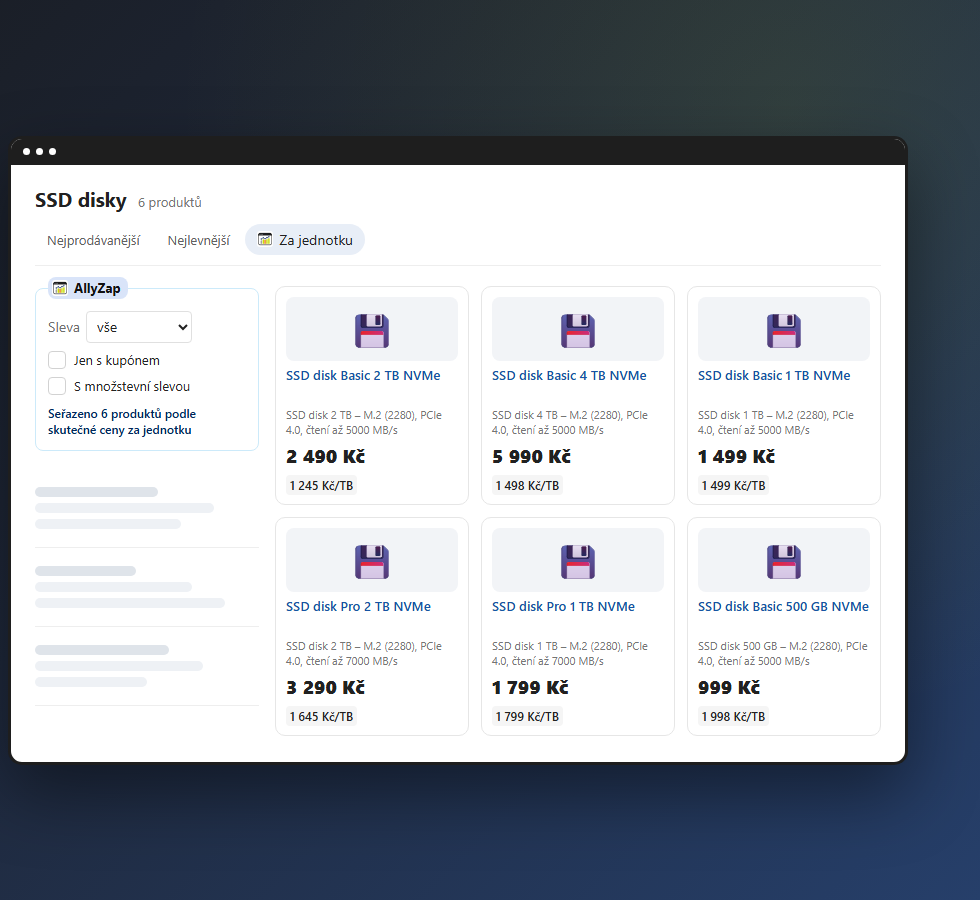 SSD disky 6 produktů
Nejprodávanější Nejlevnější Za jednotku
AllyZap
Sleva vše
Jen s kupónem
S množstevní slevou
Seřazeno 6 produktů podle
skutečné ceny za jednotku
SSD disk Basic 2 TB NVMe
SSD disk 2 TB – M.2 (2280), PCIe
4.0, čtení až 5000 MB/s
2 490 Kč
1 245 Kč/TB
SSD disk Basic 4 TB NVMe
SSD disk 4 TB – M.2 (2280), PCIe
4.0, čtení až 5000 MB/s
5 990 Kč
1 498 Kč/TB
SSD disk Basic 1 TB NVMe
SSD disk 1 TB – M.2 (2280), PCIe
4.0, čtení až 5000 MB/s
1 499 Kč
1 499 Kč/TB
SSD disk Pro 2 TB NVMe
SSD disk 2 TB – M.2 (2280), PCIe
4.0, čtení až 7000 MB/s
3 290 Kč
1 645 Kč/TB
SSD disk Pro 1 TB NVMe
SSD disk 1 TB – M.2 (2280), PCIe
4.0, čtení až 7000 MB/s
1 799 Kč
1 799 Kč/TB
SSD disk Basic 500 GB NVMe
SSD disk 500 GB – M.2 (2280), PCIe
4.0, čtení až 5000 MB/s
999 Kč
1 998 Kč/TB